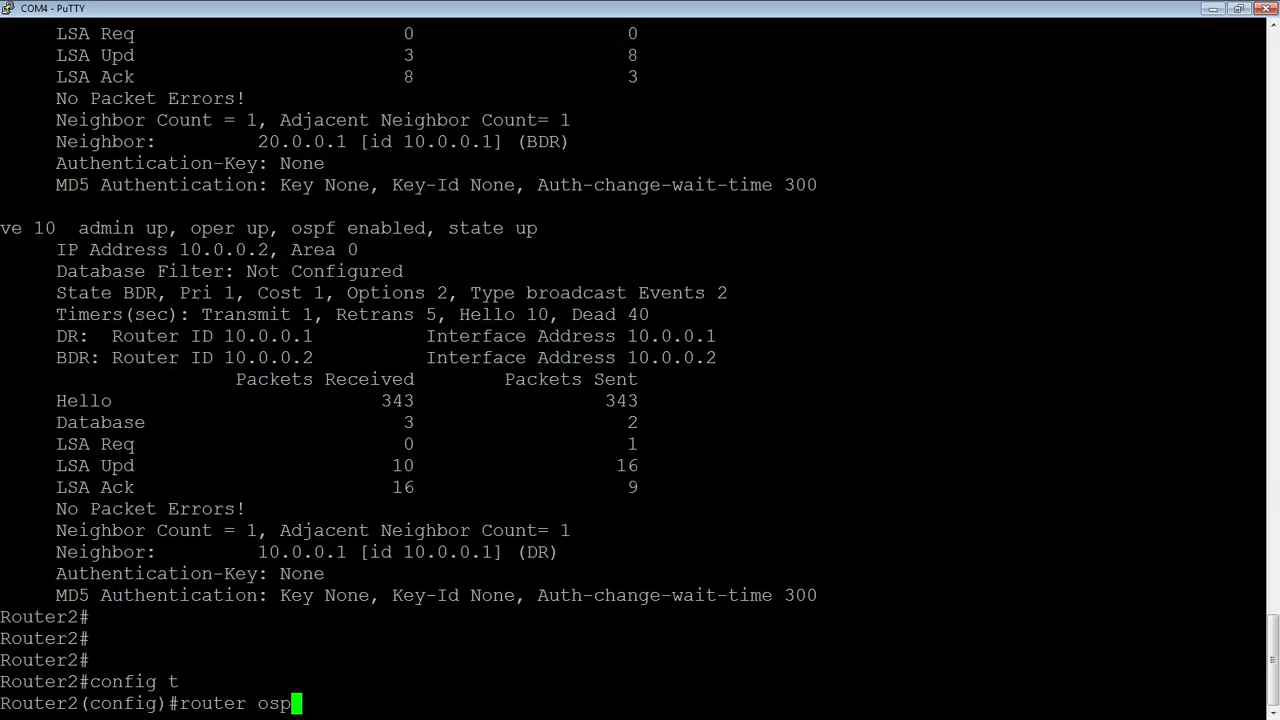 COM4 - PuTTY
LSA Req 0 0
LSA Upd 3 8
LSA Ack 8 3
No Packet Errors!
Neighbor Count = 1, Adjacent Neighbor Count= 1
Neighbor: 20.0.0.1 [id 10.0.0.1] (BDR)
Authentication-Key: None
MD5 Authentication: Key None, Key-Id None, Auth-change-wait-time 300
ve 10 admin up, oper up, ospf enabled, state up
IP Address 10.0.0.2, Area 0
Database Filter: Not Configured
State BDR, Pri 1, Cost 1, Options 2, Type broadcast Events 2
Timers(sec): Transmit 1, Retrans 5, Hello 10, Dead 40
DR: Router ID 10.0.0.1 Interface Address 10.0.0.1
BDR: Router ID 10.0.0.2 Interface Address 10.0.0.2
Packets Received Packets Sent
Hello 343 343
Database 3 2
LSA Req 0 1
LSA Upd 10 16
LSA Ack 16 9
No Packet Errors!
Neighbor Count = 1, Adjacent Neighbor Count= 1
Neighbor: 10.0.0.1 [id 10.0.0.1] (DR)
Authentication-Key: None
MD5 Authentication: Key None, Key-Id None, Auth-change-wait-time 300
Router2#
Router2#
Router2#
Router2#config t
Router2(config)#router osp